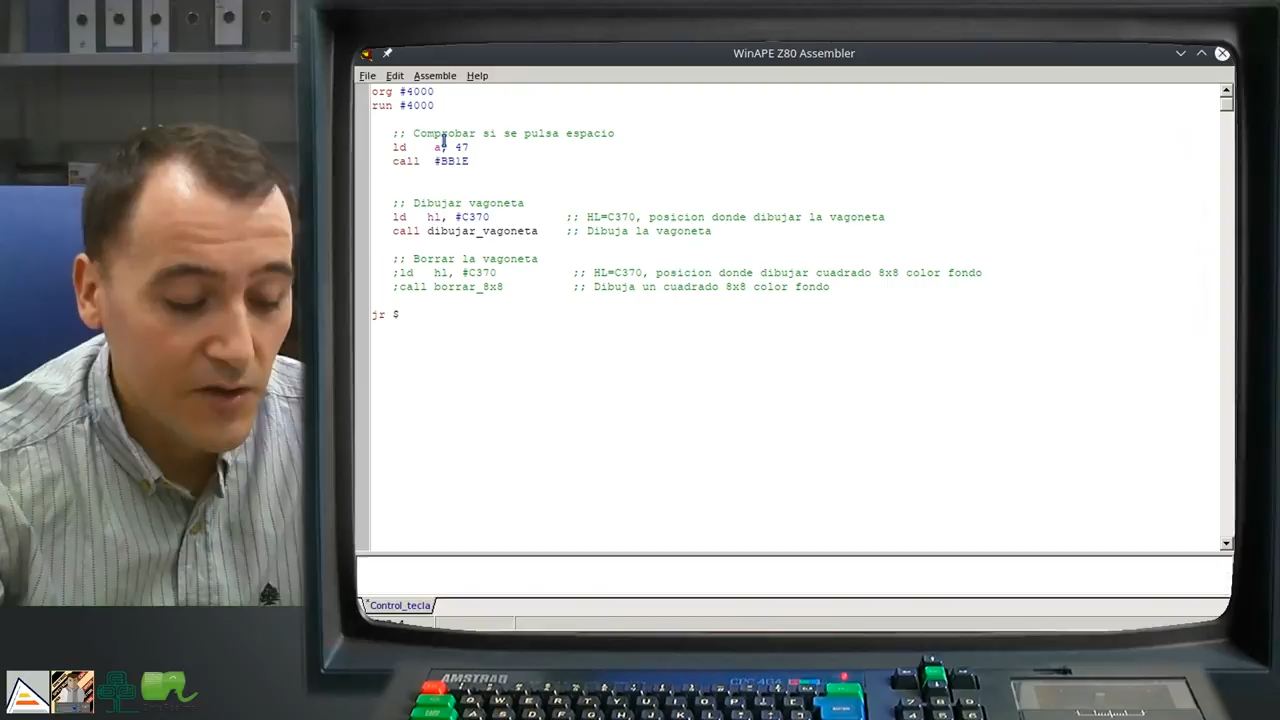 WinAPE Z80 Assembler
File Edit Assemble Help
org #4000
run #4000
;; Comprobar si se pulsa espacio
ld a, 47
call #BB1E
;; Dibujar vagoneta
ld hl, #C370 ;; HL=C370, posicion donde dibujar la vagoneta
call dibujar_vagoneta ;; Dibuja la vagoneta
;; Borrar la vagoneta
;ld hl, #C370 ;; HL=C370, posicion donde dibujar cuadrado 8x8 color fondo
;call borrar_8x8 ;; Dibuja un cuadrado 8x8 color fondo
jr $
*Control_tecla
AMSTRAD